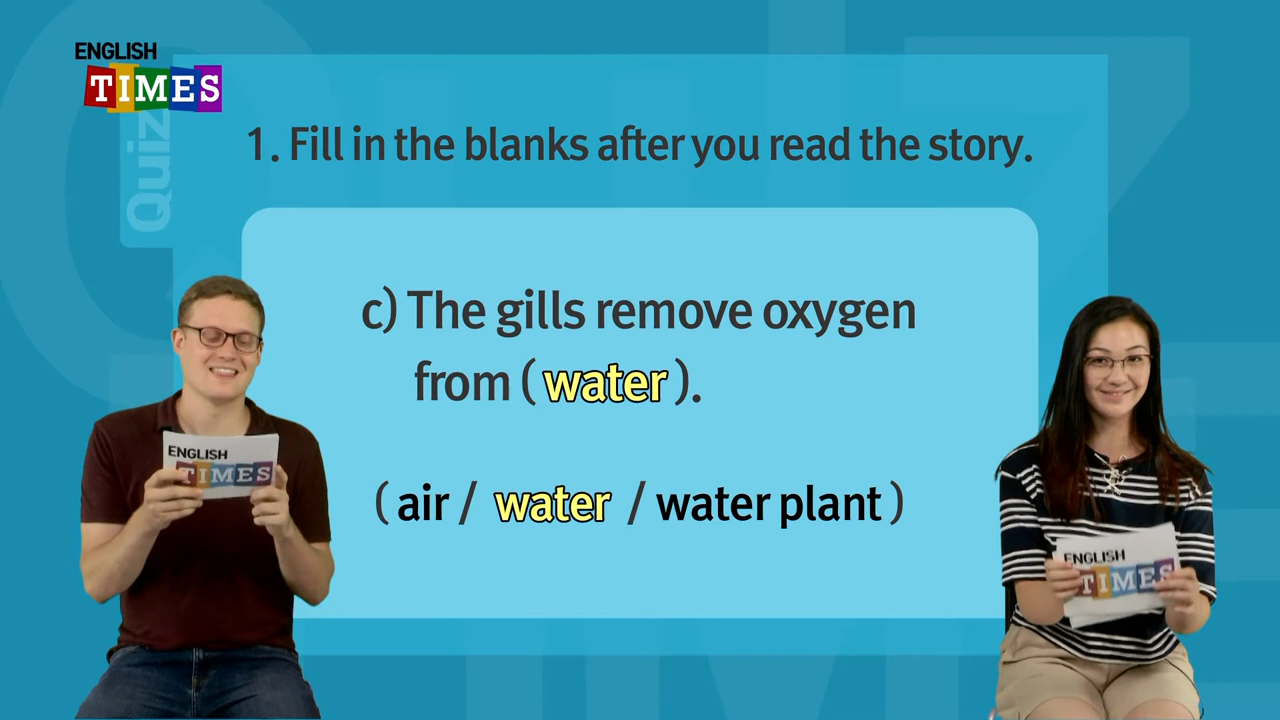 ENGLISH
TIMES
Quiz
1. Fill in the blanks after you read the story.
c) The gills remove oxygen
from ( water ).
( air / water / water plant )
ENGLISH
TIMES
ENGLISH
TIMES